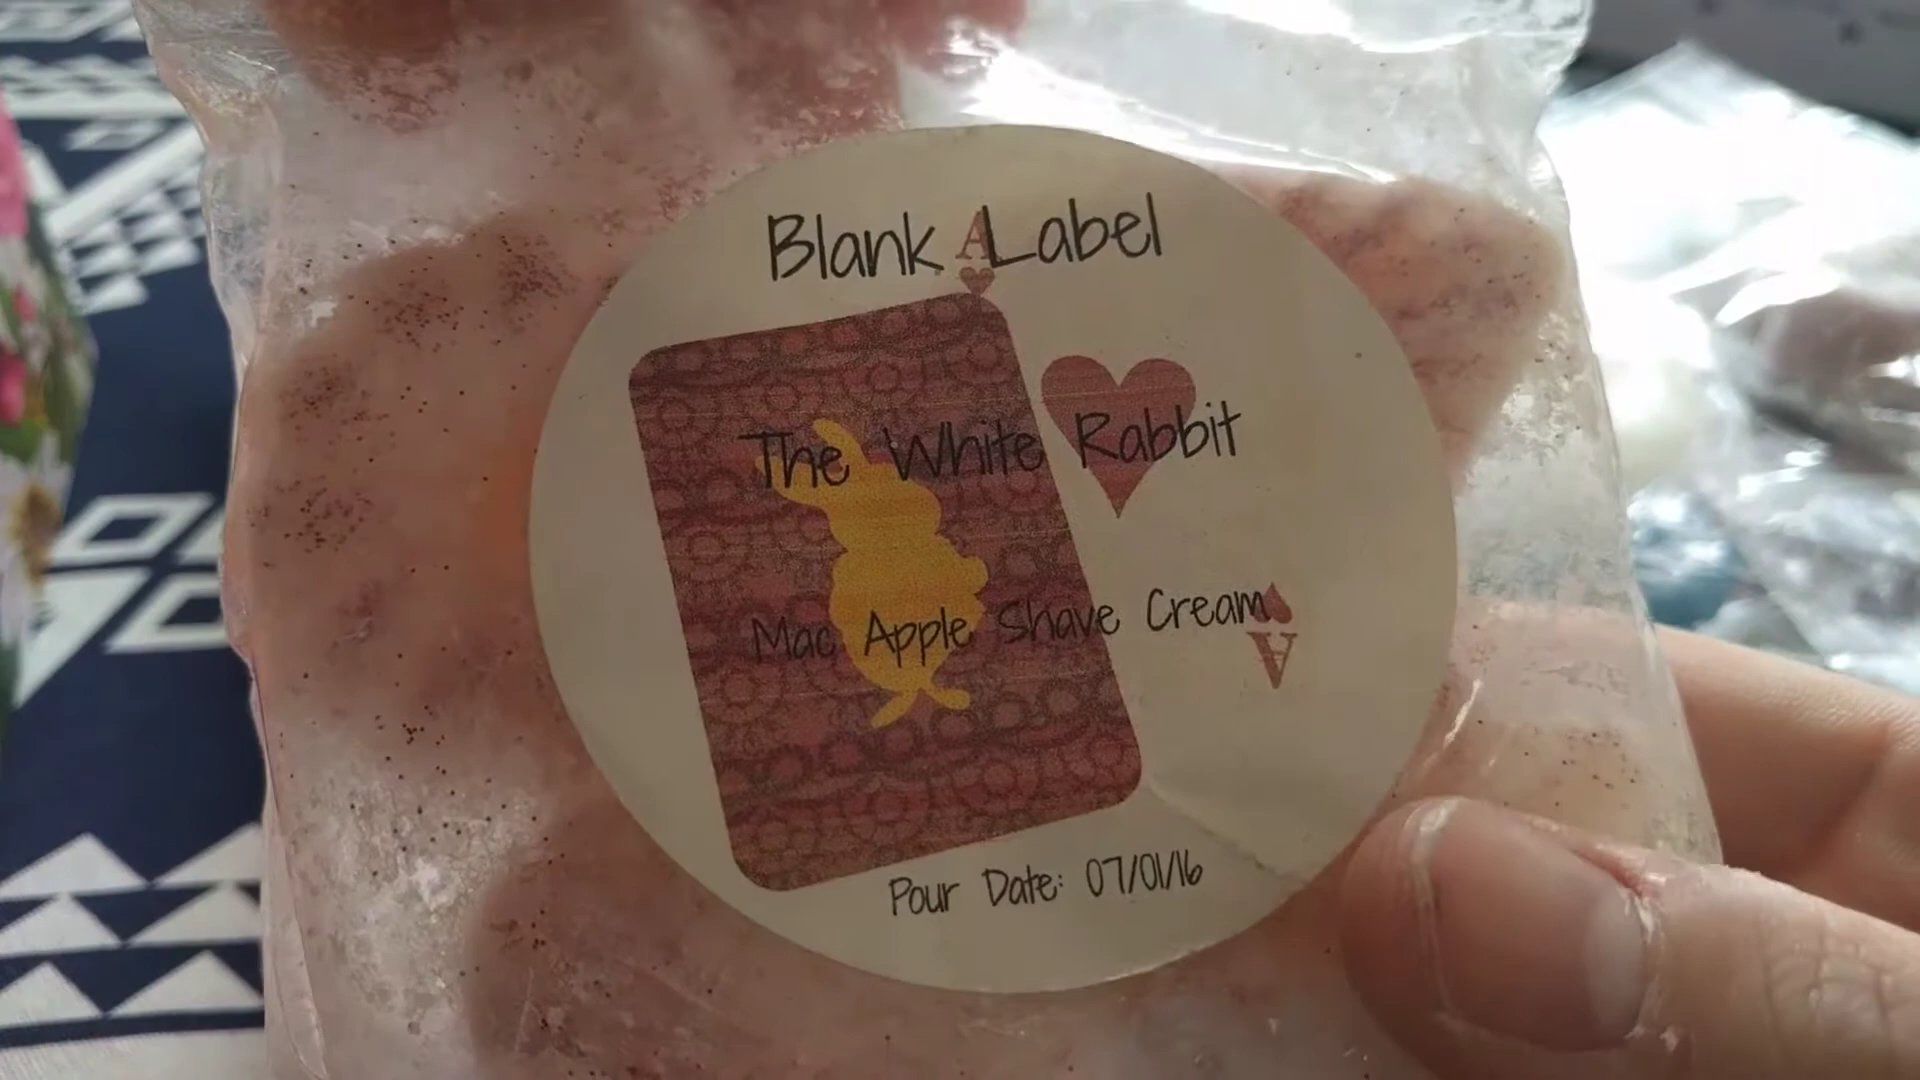 Blank Label
A
The White Rabbit
Mac Apple Shave Cream
A
Pour Date: 07/01/16